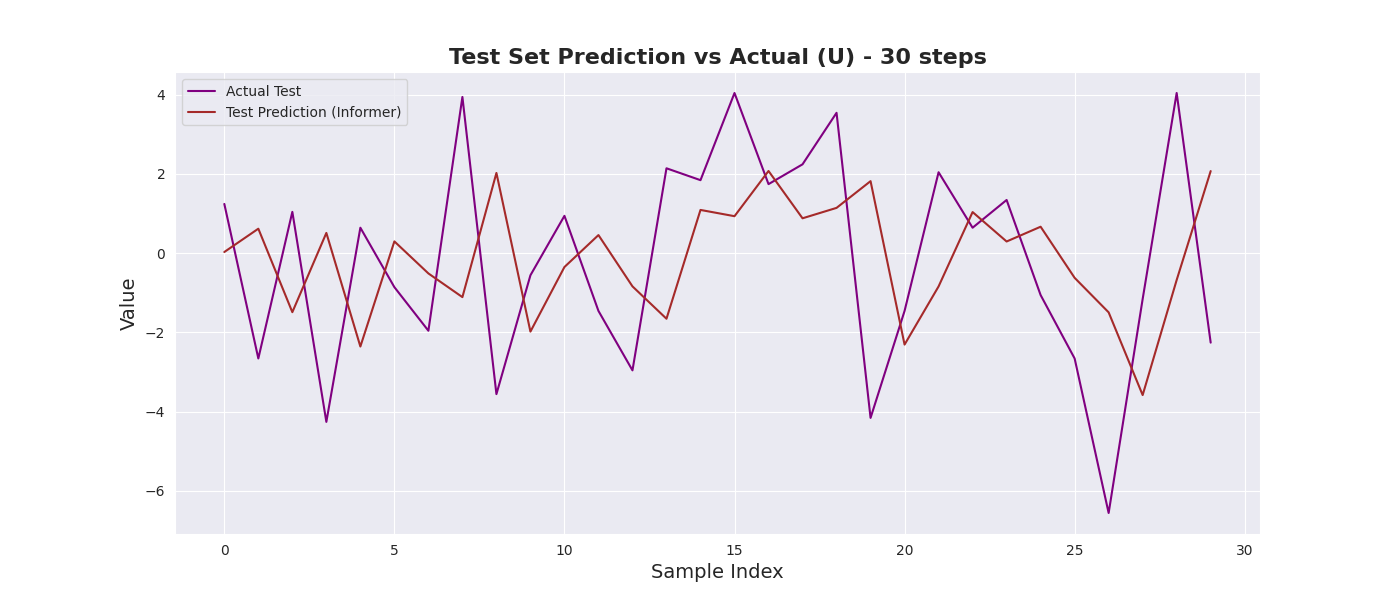 Test Set Prediction vs Actual (U) - 30 steps
Actual Test
Test Prediction (Informer)
Value
4
2
0
−2
−4
−6
0 5 10 15 20 25 30
Sample Index